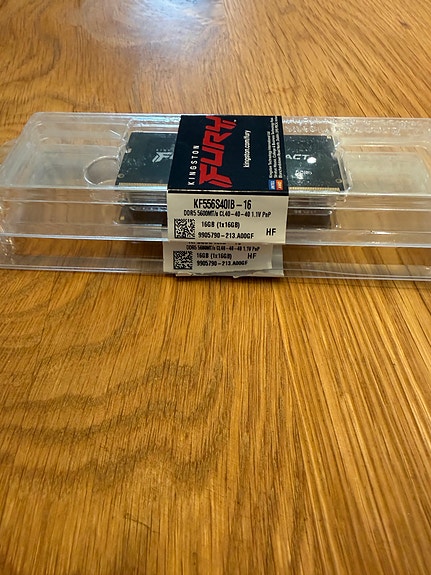 KINGSTON
FURY
kingston.com/fury
KF556S40IB-16
DDR5 5600MT/s CL40-40-40 1.1V PnP
16GB (1x16GB)
9905790-213.A00GF HF
DDR5 5600MT/s CL40-40-40 1.1V PnP
16GB (1x16GB)
9905790-213.A00GF HF